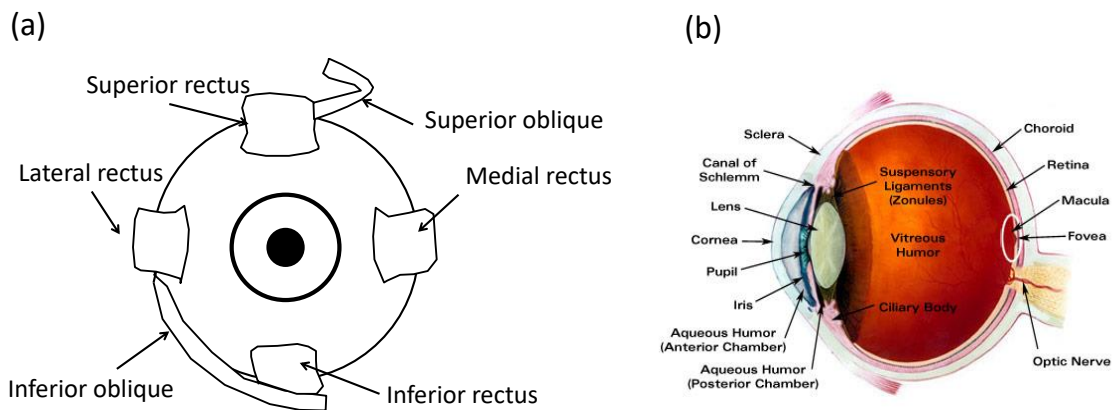 (a)
Superior rectus
Superior oblique
Lateral rectus
Medial rectus
Inferior oblique
Inferior rectus
(b)
Sclera
Choroid
Canal of
Schlemm
Suspensory
Ligaments
(Zonules)
Retina
Lens
Macula
Cornea
Vitreous
Humor
Fovea
Pupil
Iris
Ciliary Body
Aqueous Humor
(Anterior Chamber)
Optic Nerve
Aqueous Humor
(Posterior Chamber)